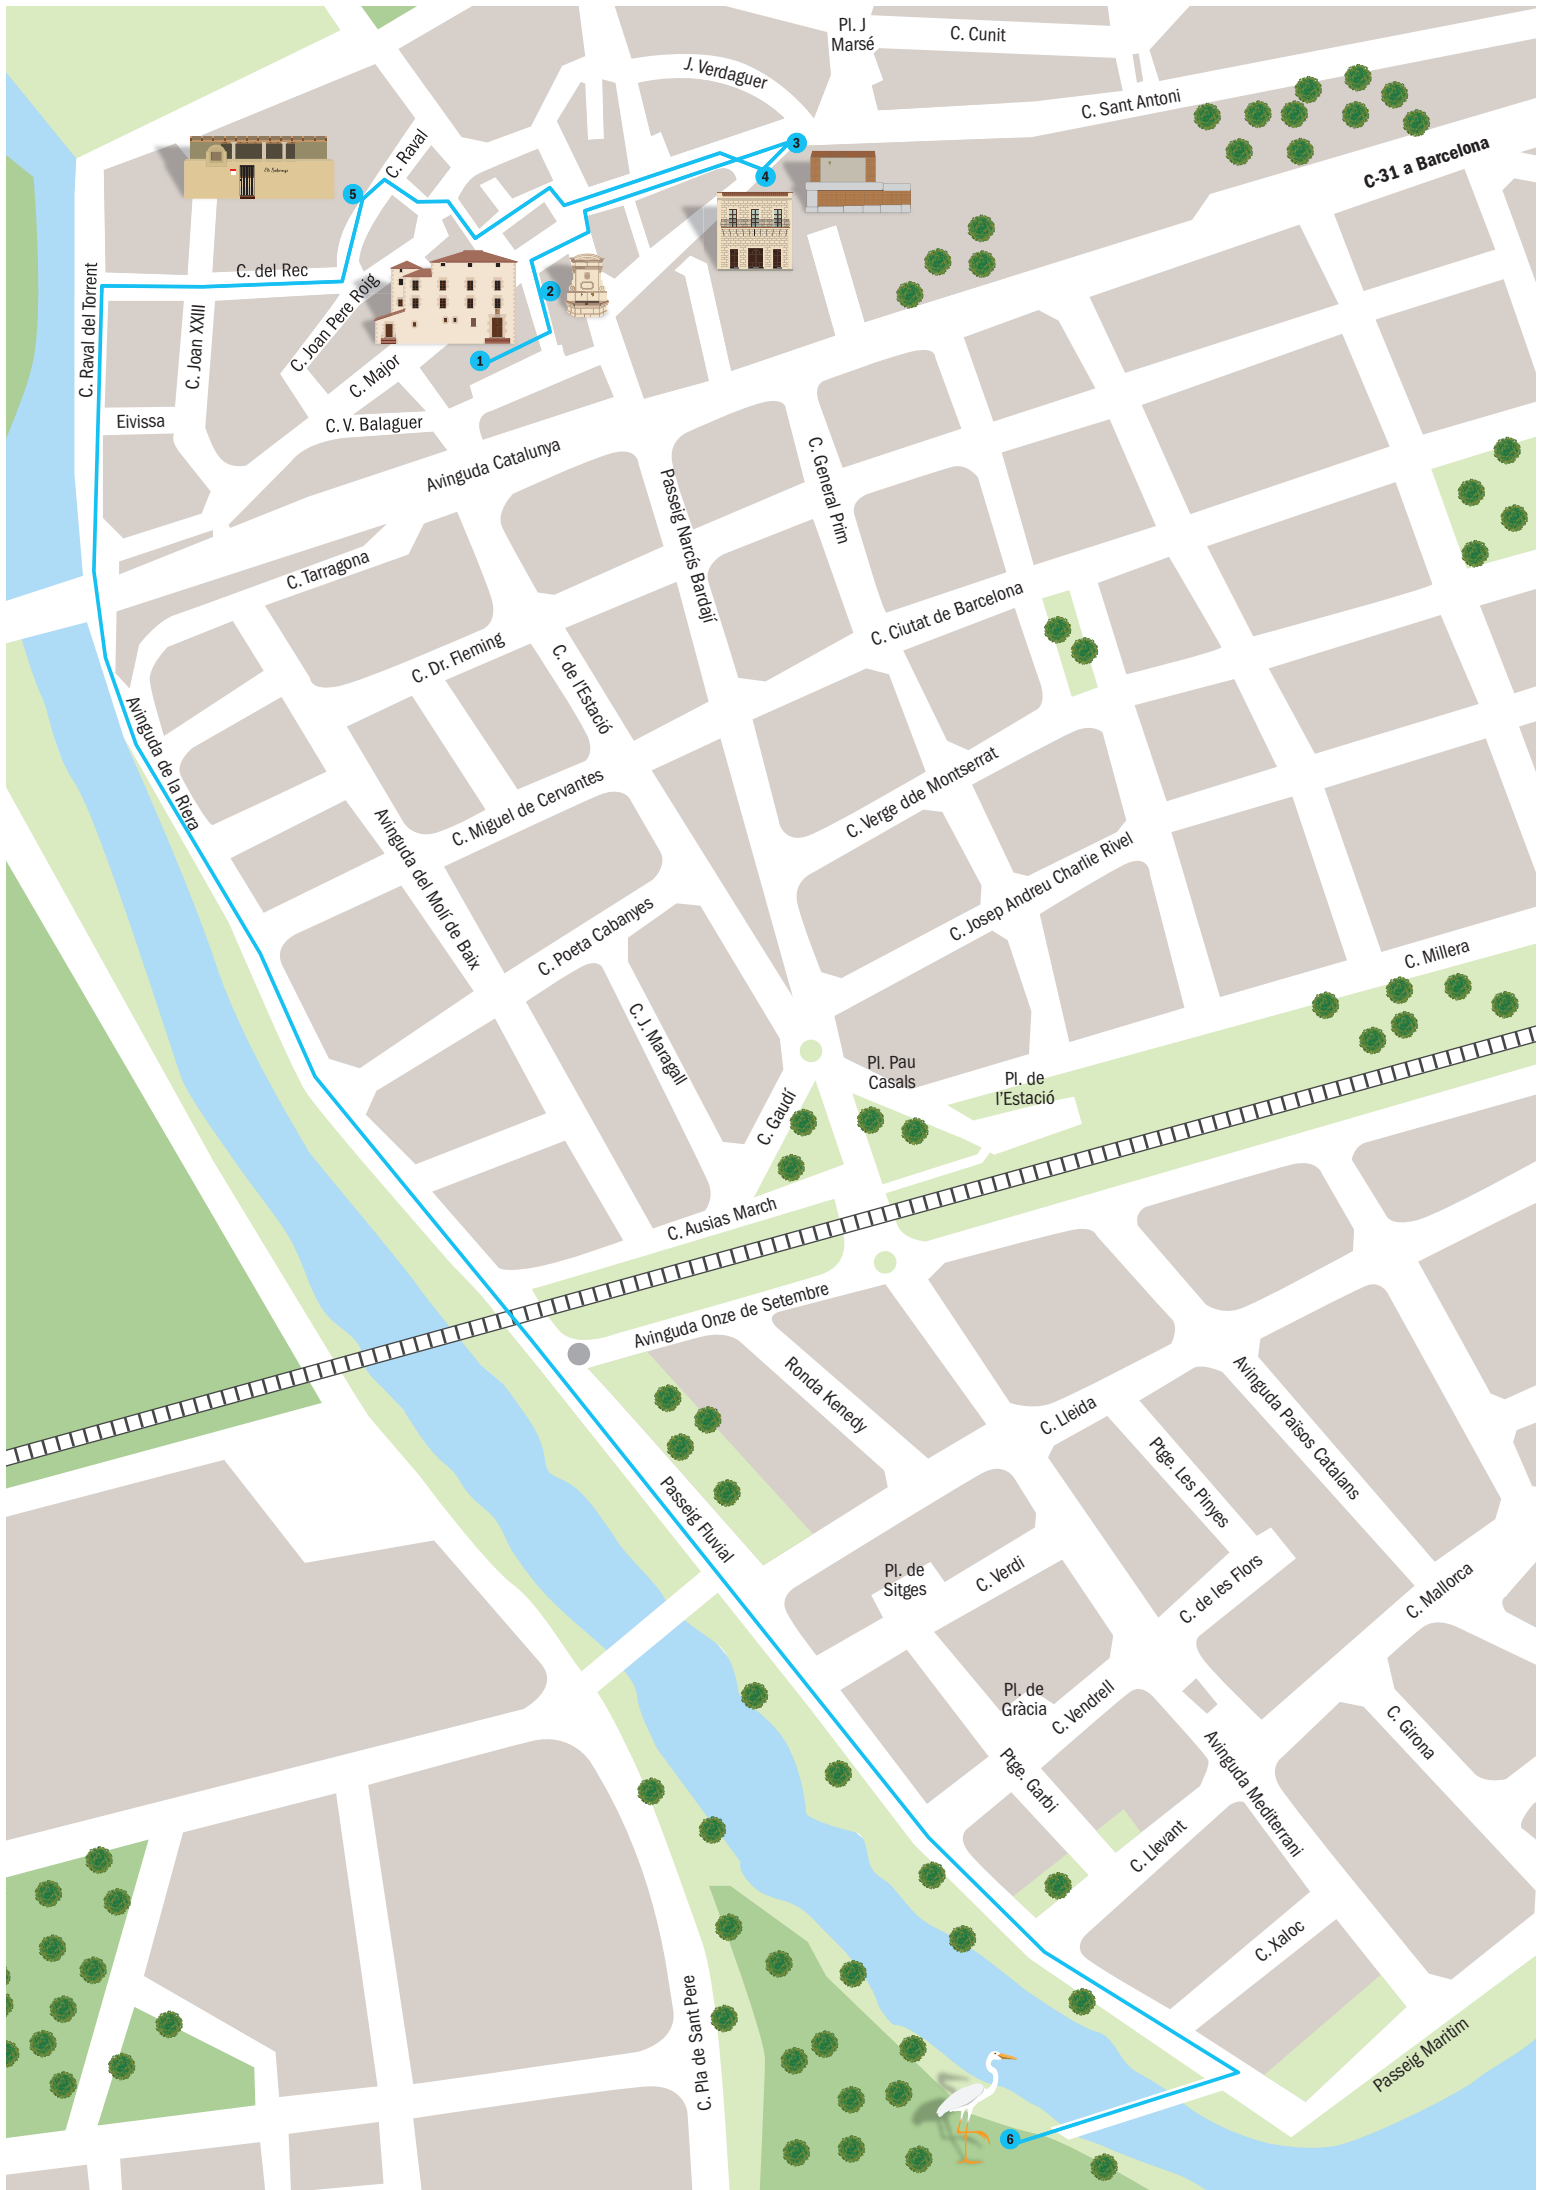 Pl. J
Marsé
C. Cunit
J. Verdaguer
C. Sant Antoni
C-31 a Barcelona
3
4
C. Raval
5
C. del Rec
C. Raval del Torrent
C. Joan XXIII
C. Joan Pere Roig
2
1
C. Major
Eivissa
C. V. Balaguer
Avinguda Catalunya
Passeig Narcís Bardají
C. General Prim
C. Tarragona
C. Ciutat de Barcelona
C. Dr. Fleming
C. de l'Estació
Avinguda de la Riera
C. Miguel de Cervantes
C. Verge dde Montserrat
Avinguda del Molí de Baix
C. Josep Andreu Charlie Rivel
C. Poeta Cabanyes
C. Millera
C. J. Maragall
Pl. Pau
Casals
Pl. de
l'Estació
C. Gaudí
C. Ausias March
Avinguda Onze de Setembre
Ronda Kenedy
C. Lleida
Avinguda Països Catalans
Ptge. Les Pinyes
Passeig Fluvial
Pl. de
Sitges
C. Verdi
C. de les Flors
C. Mallorca
Pl. de
Gràcia
C. Vendrell
C. Girona
Ptge. Garbi
Avinguda Mediterrani
C. Llevant
C. Xaloc
C. Pla de Sant Pere
Passeig Maritim
6